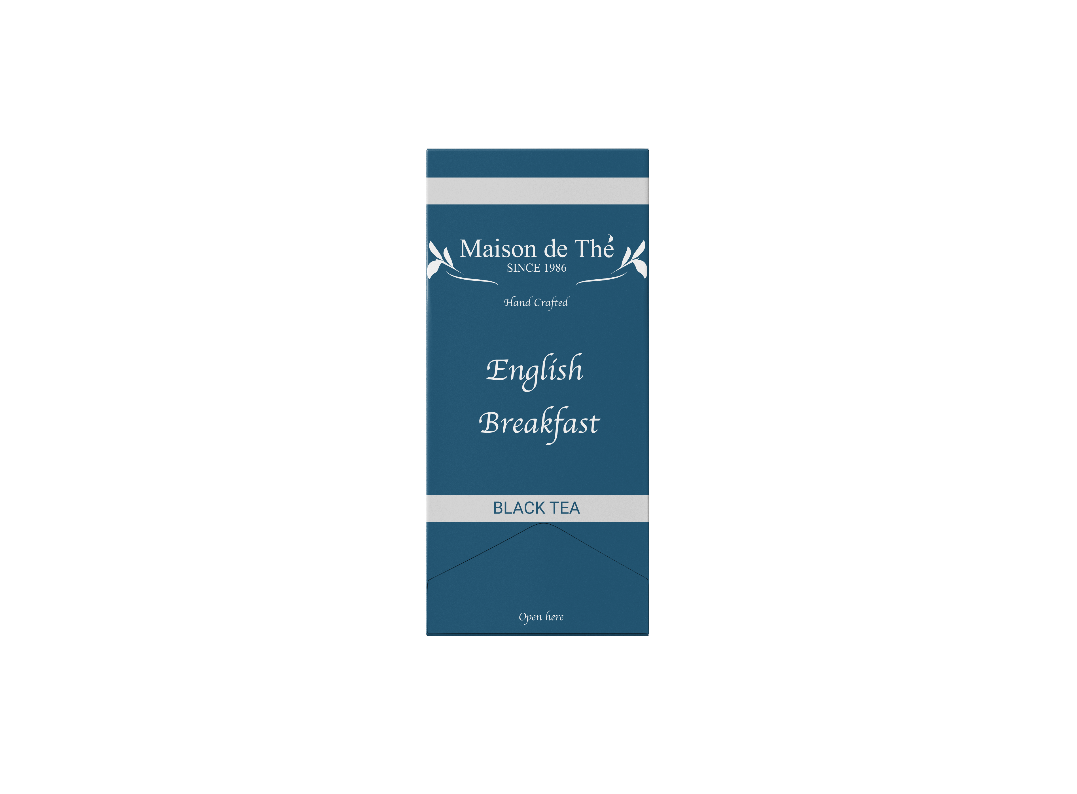 Maison de Thé
SINCE 1986
Hand Crafted
English
Breakfast
BLACK TEA
Open here